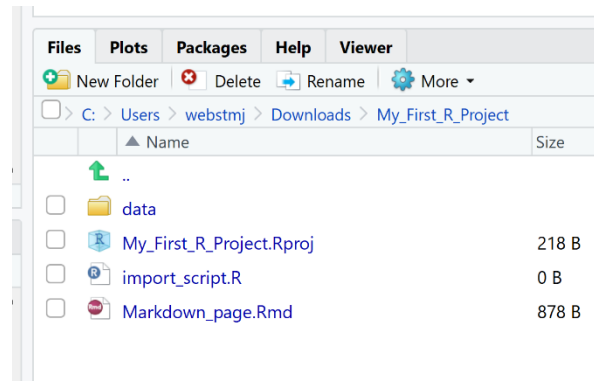 Files Plots Packages Help Viewer
New Folder Delete Rename More
C: > Users > webstmj > Downloads > My_First_R_Project
Name Size
..
data
My_First_R_Project.Rproj 218 B
import_script.R 0 B
Markdown_page.Rmd 878 B